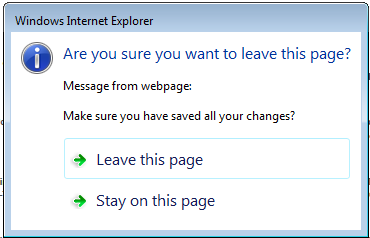 Windows Internet Explorer
Are you sure you want to leave this page?
Message from webpage:
Make sure you have saved all your changes?
Leave this page
Stay on this page